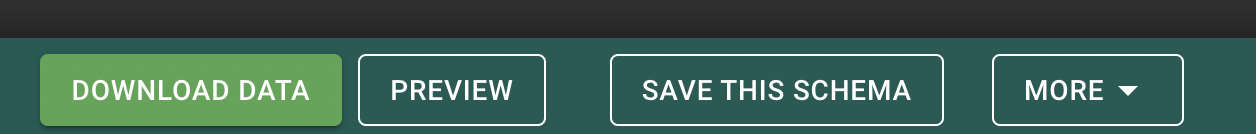 DOWNLOAD DATA PREVIEW SAVE THIS SCHEMA MORE